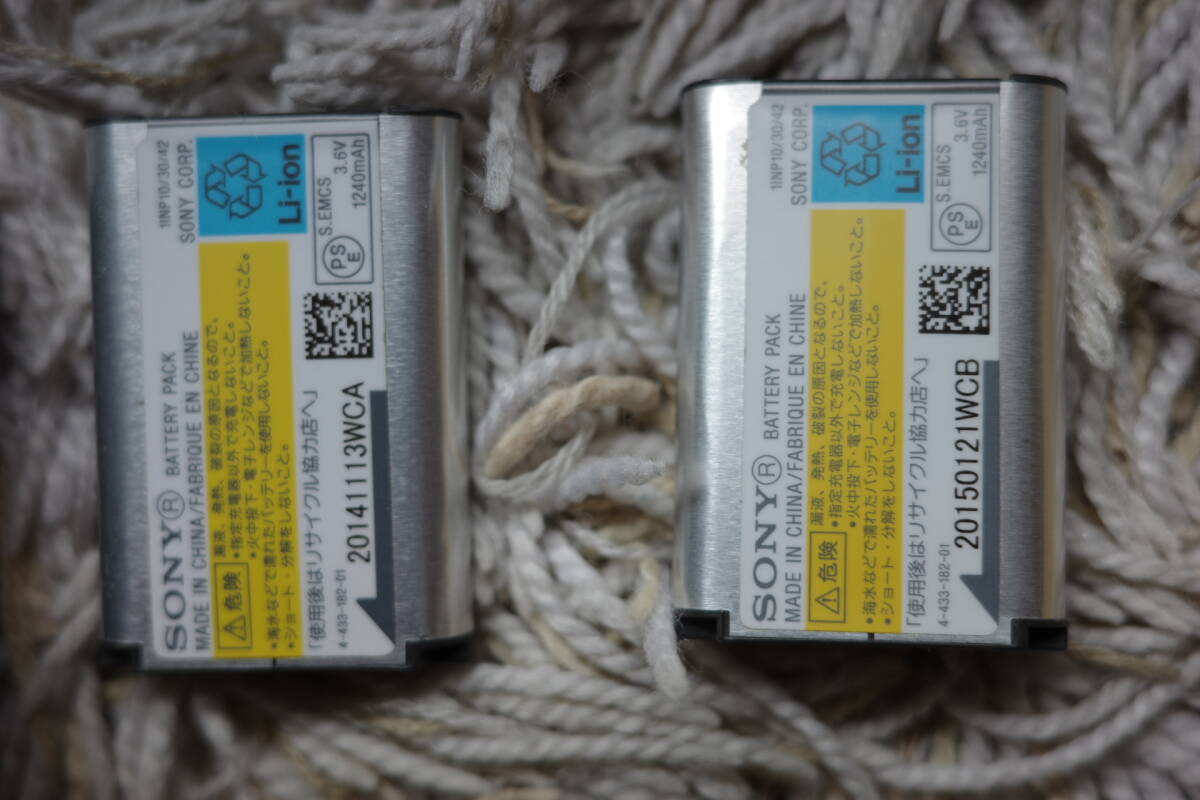 SONY® BATTERY PACK
MADE IN CHINA/FABRIQUE EN CHINE
1INP10/30/42
SONY CORP.
⚠危険
漏液、発熱、破裂の原因となるので、
・指定充電器以外で充電しないこと。
・火中投下・電子レンジなどで加熱しないこと。
・海水などで濡れたバッテリーを使用しないこと。
・ショート・分解をしないこと。
Li-ion
「使用後はリサイクル協力店へ」
4-433-182-01
20141113WCA
PS
E
S.EMCS
3.6V
1240mAh
SONY® BATTERY PACK
MADE IN CHINA/FABRIQUE EN CHINE
1INP10/30/42
SONY CORP.
⚠危険
漏液、発熱、破裂の原因となるので、
・指定充電器以外で充電しないこと。
・火中投下・電子レンジなどで加熱しないこと。
・海水などで濡れたバッテリーを使用しないこと。
・ショート・分解をしないこと。
Li-ion
「使用後はリサイクル協力店へ」
4-433-182-01
20150121WCB
PS
E
S.EMCS
3.6V
1240mAh